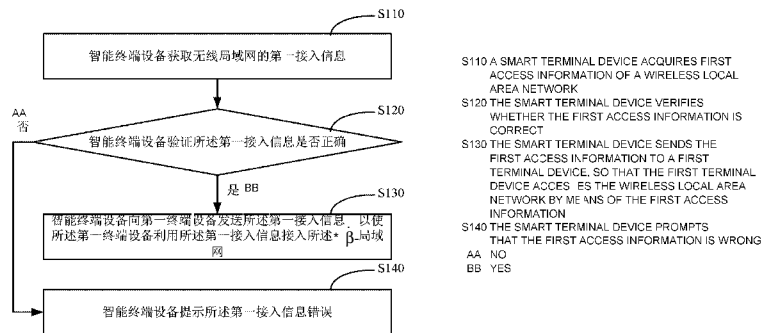 S110
智能终端设备获取无线局域网的第一接入信息
AA
否
S120
智能终端设备验证所述第一接入信息是否正确
是 BB
S130
智能终端设备向第一终端设备发送所述第一接入信息 以便
所述第一终端设备利用所述第一接入信息接入所述* β-局域
网
S140
智能终端设备提示所述第一接入信息错误
S110 A SMART TERMINAL DEVICE ACQUIRES FIRST
ACCESS INFORMATION OF A WIRELESS LOCAL
AREA NETWORK
S120 THE SMART TERMINAL DEVICE VERIFIES
WHETHER THE FIRST ACCESS INFORMATION IS
CORRECT
S130 THE SMART TERMINAL DEVICE SENDS THE
FIRST ACCESS INFORMATION TO A FIRST
TERMINAL DEVICE, SO THAT THE FIRST TERMINAL
DEVICE ACCES ES THE WIRELESS LOCAL AREA
NETWORK BY ME ANS OF THE FIRST ACCESS
INFORMATION
S140 THE SMART TERMINAL DEVICE PROMPTS
THAT THE FIRST ACCESS INFORMATION IS WRONG
AA NO
BB YES